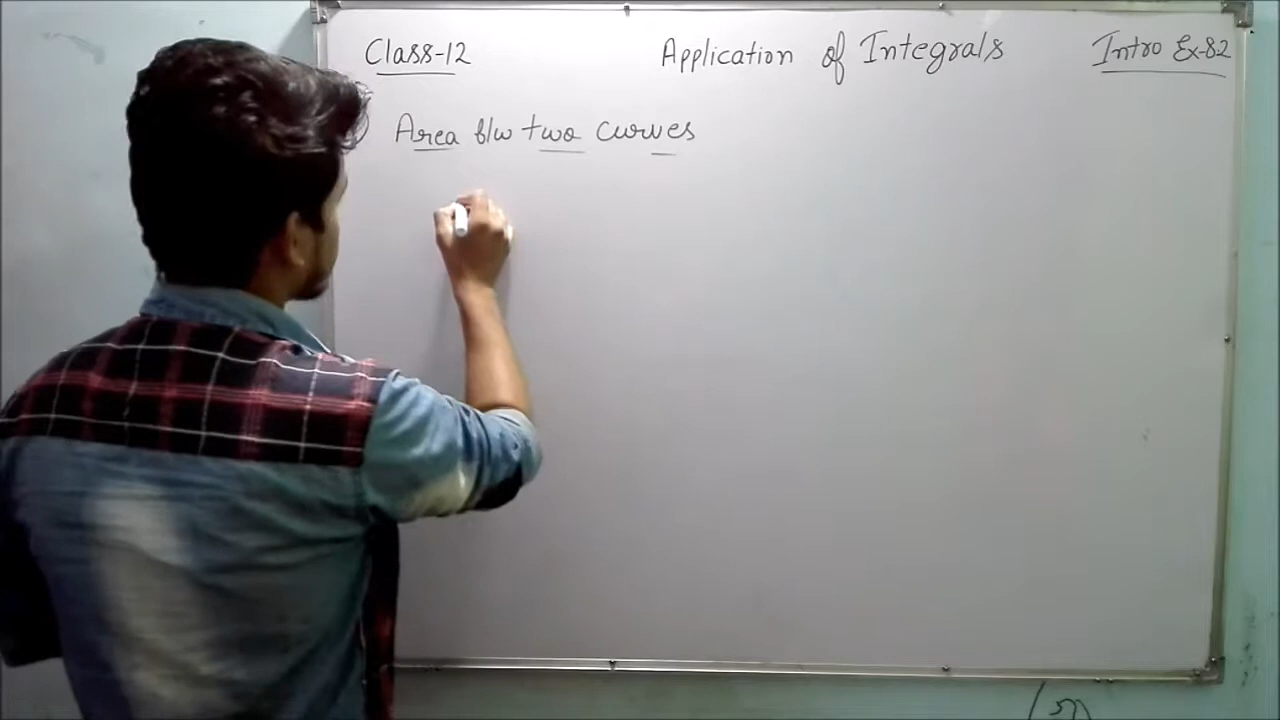 Class-12 Application of Integrals Intro Ex-8.2
Area b/w two curves